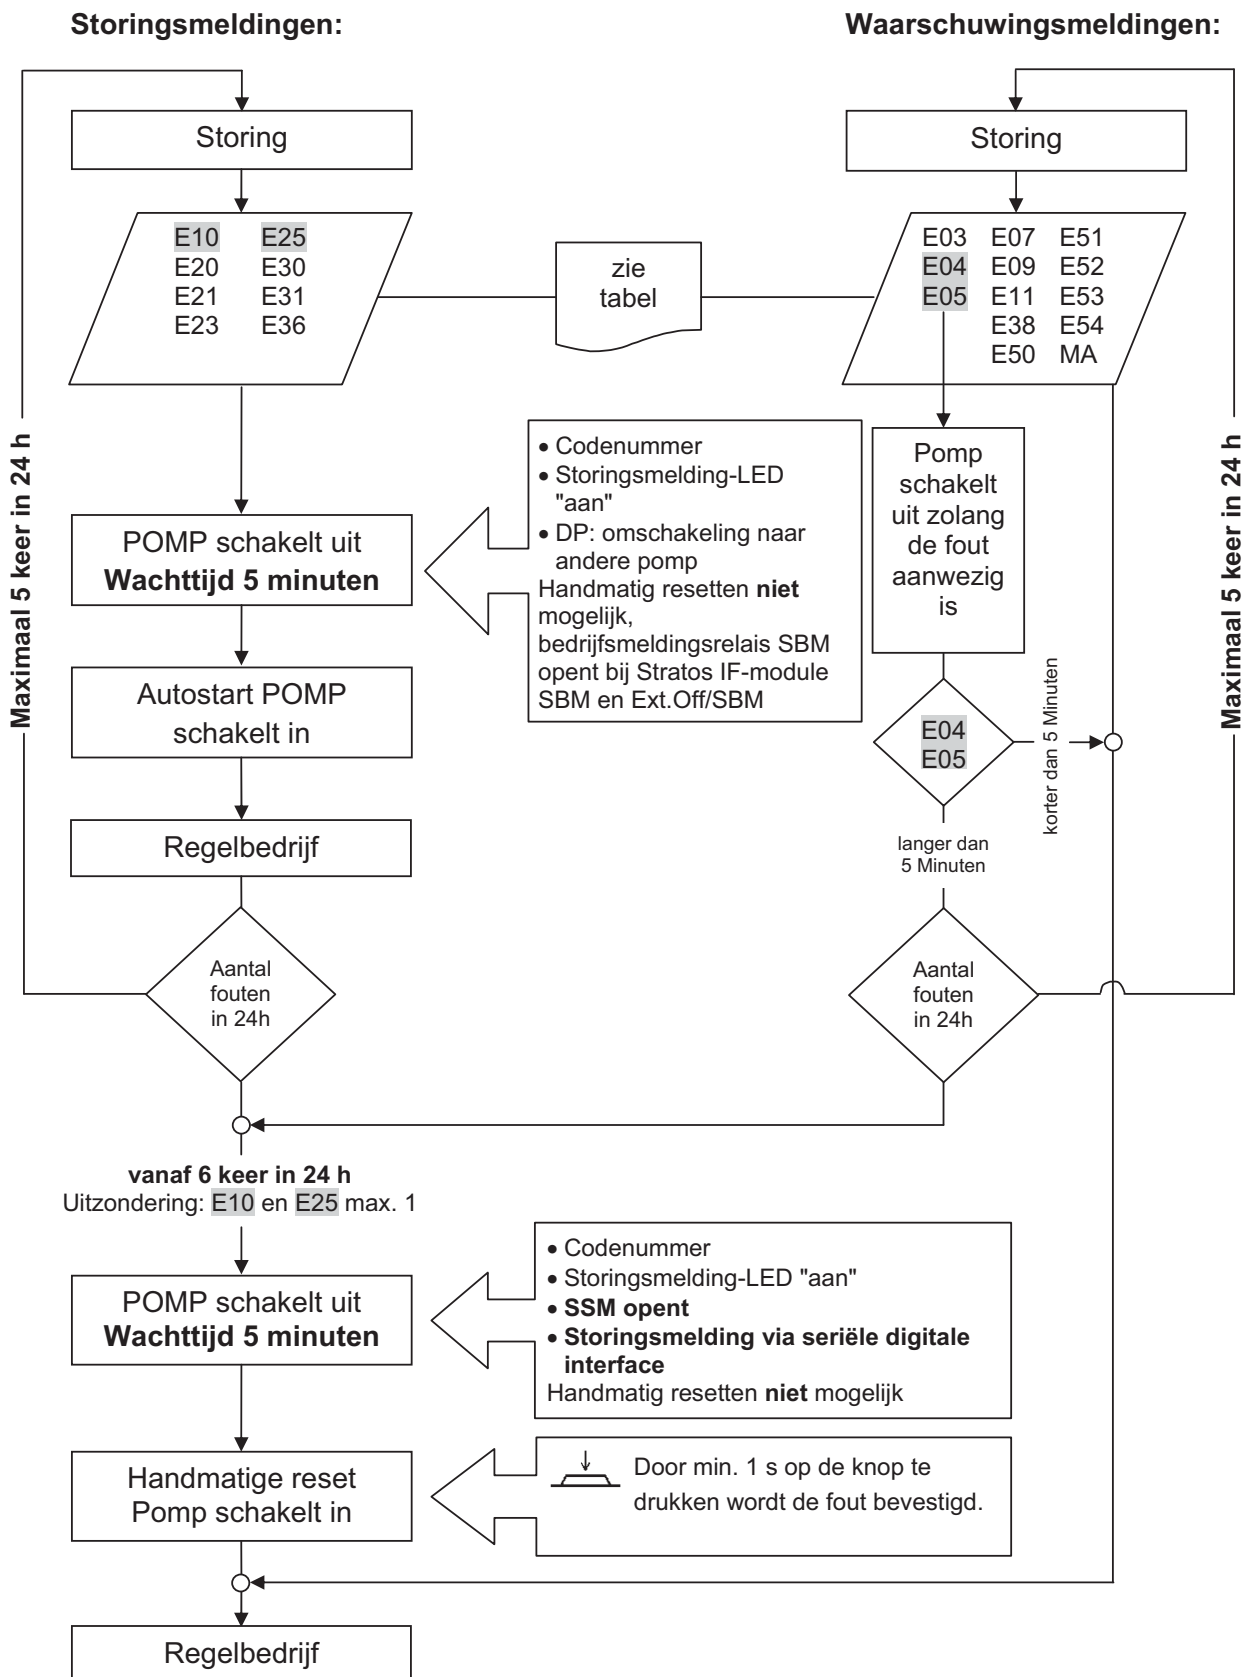 Storingsmeldingen:
Waarschuwingsmeldingen:
Storing
E10 E25
E20 E30
E21 E31
E23 E36
zie
tabel
Storing
E03 E07 E51
E04 E09 E52
E05 E11 E53
E38 E54
E50 MA
Maximaal 5 keer in 24 h
POMP schakelt uit
Wachttijd 5 minuten
• Codenummer
• Storingsmelding-LED
"aan"
• DP: omschakeling naar
andere pomp
Handmatig resetten niet
mogelijk,
bedrijfsmeldingsrelais SBM
opent bij Stratos IF-module
SBM en Ext.Off/SBM
Pomp
schakelt
uit zolang
de fout
aanwezig
is
Maximaal 5 keer in 24 h
Autostart POMP
schakelt in
E04
E05
korter dan 5 Minuten
Regelbedrijf
langer dan
5 Minuten
Aantal
fouten
in 24h
Aantal
fouten
in 24h
vanaf 6 keer in 24 h
Uitzondering: E10 en E25 max. 1
POMP schakelt uit
Wachttijd 5 minuten
• Codenummer
• Storingsmelding-LED "aan"
• SSM opent
• Storingsmelding via seriële digitale
interface
Handmatig resetten niet mogelijk
Handmatige reset
Pomp schakelt in
Door min. 1 s op de knop te
drukken wordt de fout bevestigd.
Regelbedrijf